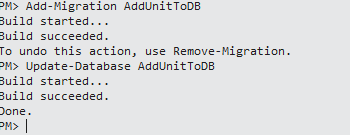 PM> Add-Migration AddUnitToDB
Build started...
Build succeeded.
To undo this action, use Remove-Migration.
PM> Update-Database AddUnitToDB
Build started...
Build succeeded.
Done.
PM>